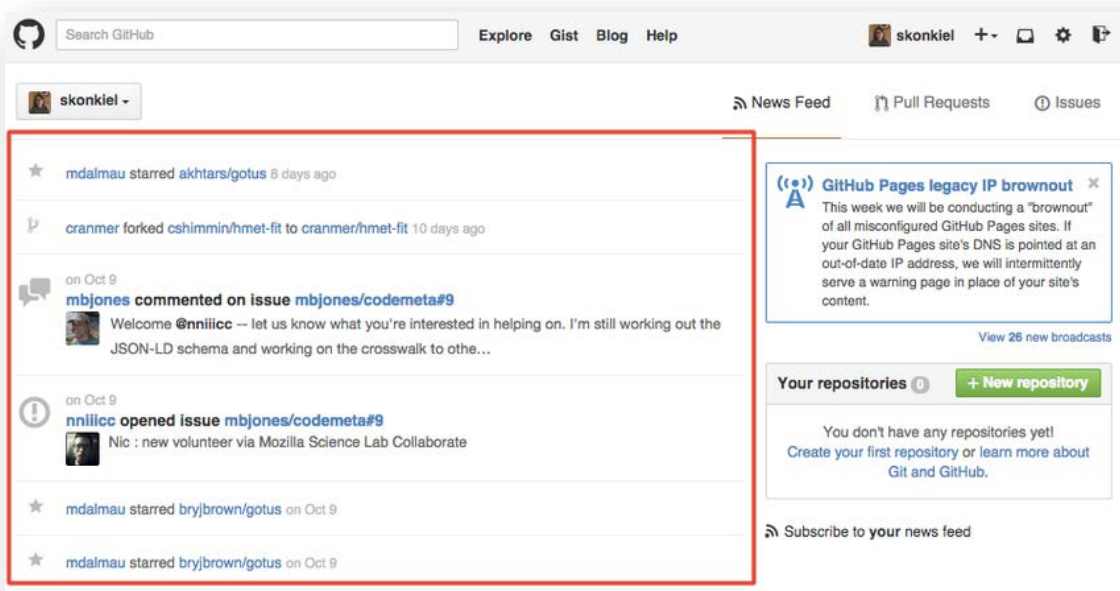 Search GitHub
Explore Gist Blog Help
skonkiel
skonkiel
News Feed
Pull Requests
Issues
mdalmau starred akhtars/gotus 8 days ago
cranmer forked cshimmin/hmet-fit to cranmer/hmet-fit 10 days ago
on Oct 9
mbjones commented on issue mbjones/codemeta#9
Welcome @nniiicc -- let us know what you're interested in helping on. I'm still working out the
JSON-LD schema and working on the crosswalk to othe...
on Oct 9
nniiicc opened issue mbjones/codemeta#9
Nic : new volunteer via Mozilla Science Lab Collaborate
mdalmau starred bryjbrown/gotus on Oct 9
mdalmau starred bryjbrown/gotus on Oct 9
GitHub Pages legacy IP brownout
This week we will be conducting a "brownout"
of all misconfigured GitHub Pages sites. If
your GitHub Pages site's DNS is pointed at an
out-of-date IP address, we will intermittently
serve a warning page in place of your site's
content.
View 26 new broadcasts
Your repositories 0
+ New repository
You don't have any repositories yet!
Create your first repository or learn more about
Git and GitHub.
Subscribe to your news feed